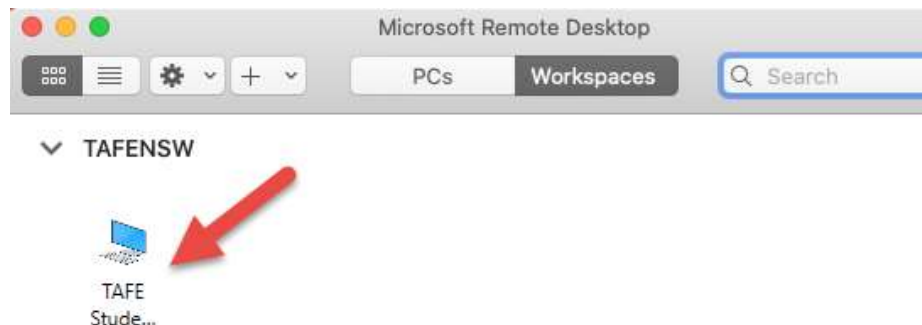 Microsoft Remote Desktop
PCs
Workspaces
Search
TAFENSW
TAFE
Stude...